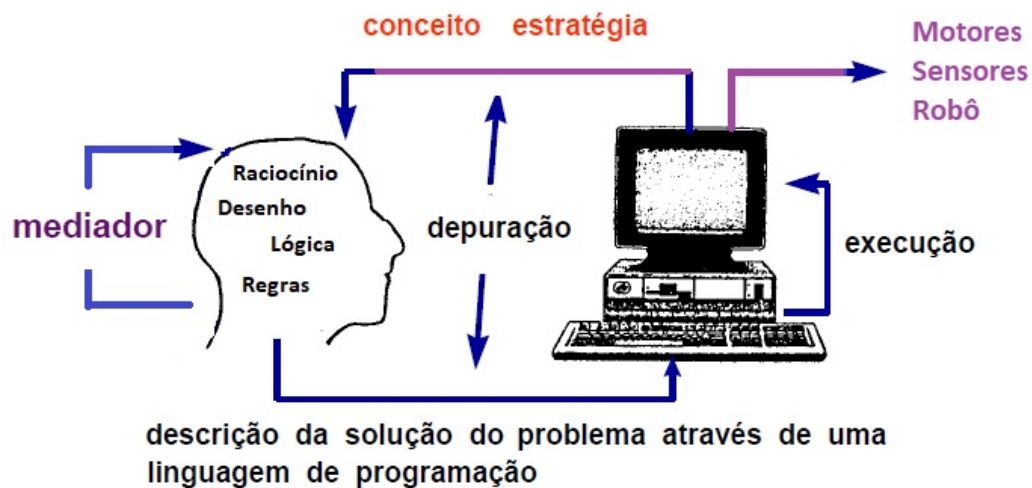 conceito estratégia
Motores
Sensores
Robô
Raciocínio
Desenho
Lógica
Regras
mediador
depuração
execução
descrição da solução do problema através de uma
linguagem de programação